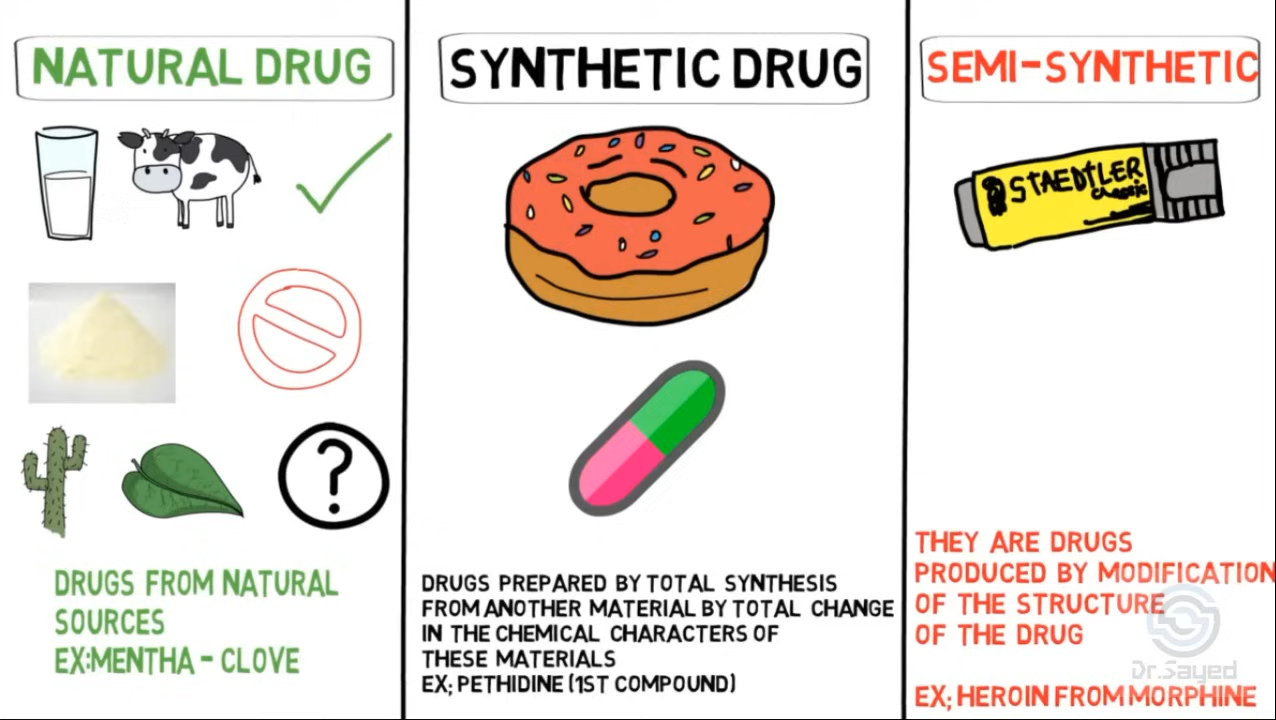 NATURAL DRUG
DRUGS FROM NATURAL
SOURCES
EX:MENTHA - CLOVE
SYNTHETIC DRUG
?
DRUGS PREPARED BY TOTAL SYNTHESIS
FROM ANOTHER MATERIAL BY TOTAL CHANGE
IN THE CHEMICAL CHARACTERS OF
THESE MATERIALS
EX; PETHIDINE (1ST COMPOUND)
SEMI-SYNTHETIC
STAEDTLER
classic
THEY ARE DRUGS
PRODUCED BY MODIFICATION
OF THE STRUCTURE
OF THE DRUG
Dr.Sayed
EX; HEROIN FROM MORPHINE